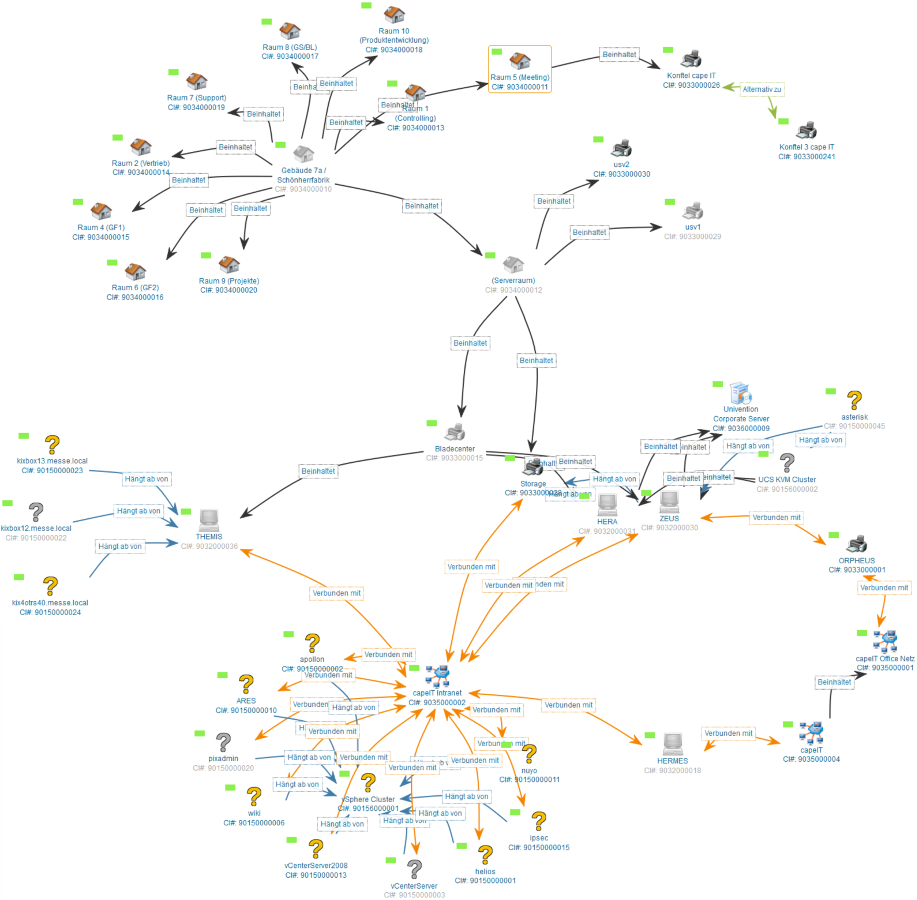 Raum 10
(Produktentwicklung)
CI#: 9034000018
Raum 8 (GS/BL)
CI#: 9034000017
Beinhaltet
Raum 5 (Meeting)
CI#: 9034000011
Beinhaltet
Konftel cape IT
CI#: 9033000026
Alternativ zu
Konftel 3 cape IT
CI#: 9033000241
Raum 7 (Support)
CI#: 9034000019
Beinhaltet
Beinhaltet
Raum 1
(Controlling)
CI#: 9034000013
Beinhaltet
Beinhaltet
Raum 2 (Vertrieb)
CI#: 9034000014
Beinhaltet
Gebäude 7a /
Schönherrfabrik
CI#: 9034000010
Beinhaltet
usv2
CI#: 9033000030
Beinhaltet
Raum 4 (GF1)
CI#: 9034000015
Beinhaltet
Beinhaltet
Beinhaltet
usv1
CI#: 9033000029
Beinhaltet
Raum 6 (GF2)
CI#: 9034000016
Raum 9 (Projekte)
CI#: 9034000020
(Serverraum)
CI#: 9034000012
Beinhaltet
Beinhaltet
Univention
Corporate Server
CI#: 9036000009
asterisk
CI#: 90150000045
Hängt ab von
Bladecenter
CI#: 9033000015
Beinhaltet
Beinhaltet
Beinhaltet
kixbox13.messe.local
CI#: 90150000023
Hängt ab von
Beinhaltet
Storage
Hängt ab von
Beinhaltet
UCS KVM Cluster
CI#: 90156000002
kixbox12.messe.local
CI#: 90150000022
Hängt ab von
THEMIS
CI#: 9032000036
HERA
CI#: 9032000031
ZEUS
CI#: 9032000030
Verbunden mit
Hängt ab von
kix4otrs40.messe.local
CI#: 90150000024
Verbunden mit
Verbunden mit
Verbunden mit
ORPHEUS
CI#: 9033000001
Verbunden mit
capeIT Office Netz
CI#: 9035000001
Beinhaltet
apollon
CI#: 90150000002
Verbunden mit
Verbunden mit
capeIT Intranet
CI#: 9035000002
ARES
CI#: 90150000010
Hängt ab von
Verbunden mit
Verbunden mit
Verbunden mit
Verbunden mit
capeIT
CI#: 9035000004
HERMES
CI#: 9032000018
pixadmin
CI#: 90150000020
Hängt ab von
Verbunden mit
Verbunden mit
nuyo
CI#: 90150000011
Hängt ab von
vSphere Cluster
CI#: 90156000001
Hängt ab von
wiki
CI#: 90150000006
Hängt ab von
Hängt ab von
ipsec
CI#: 90150000015
vCenterServer2008
CI#: 90150000013
helios
CI#: 90150000001
vCenterServer
CI#: 90150000003